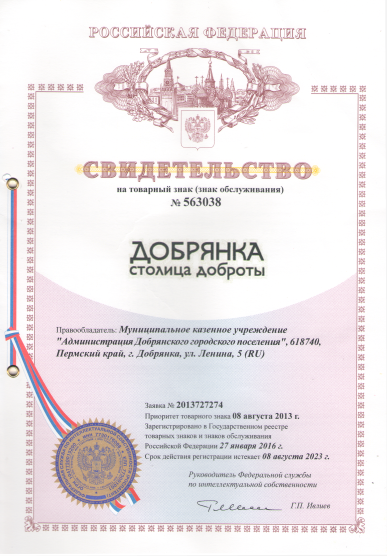 РОССИЙСКАЯ ФЕДЕРАЦИЯ
СВИДЕТЕЛЬСТВО
на товарный знак (знак обслуживания)
№ 563038
ДОБРЯНКА
СТОЛИЦА ДОБРОТЫ
Правообладатель: Муниципальное казенное учреждение
"Администрация Добрянского городского поселения", 618740,
Пермский край, г. Добрянка, ул. Ленина, 5 (RU)
Заявка № 2013727274
Приоритет товарного знака 08 августа 2013 г.
Зарегистрировано в Государственном реестре
товарных знаков и знаков обслуживания
Российской Федерации 27 января 2016 г.
Срок действия регистрации истекает 08 августа 2023 г.
Руководитель Федеральной службы
по интеллектуальной собственности
Г.П. Ивлиев